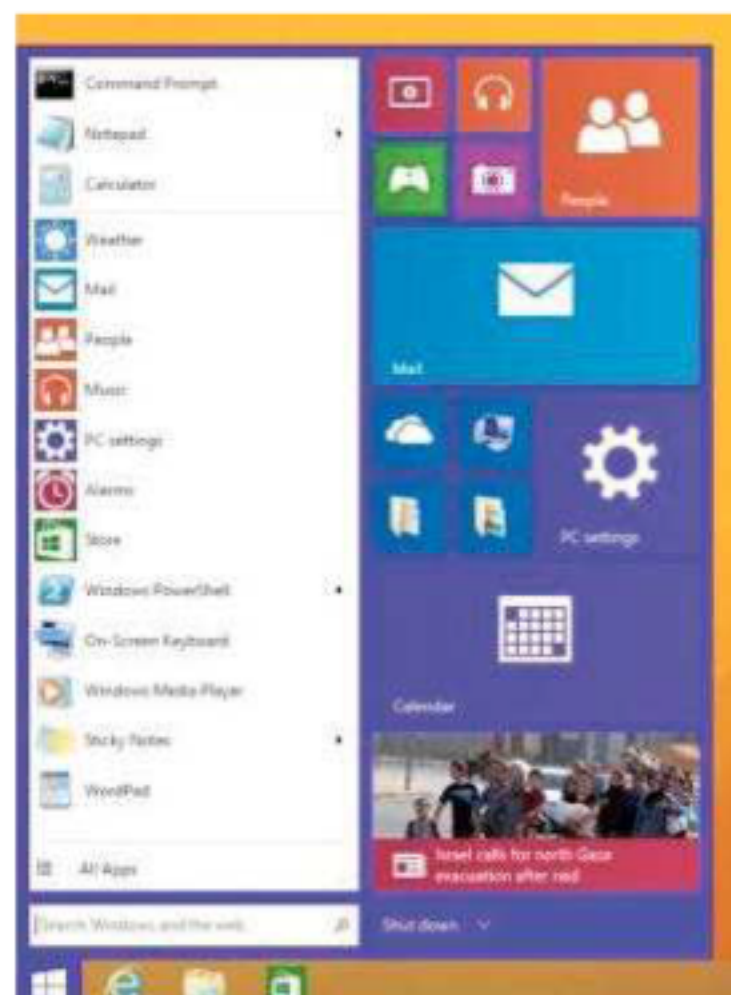 Command Prompt
Notepad
Calculator
Weather
Mail
People
Music
PC settings
Alarms
Store
Windows PowerShell
On-Screen Keyboard
Windows Media Player
Sticky Notes
WordPad
All Apps
Search Windows and the web
People
Mail
PC settings
Calendar
Israel calls for north Gaza
evacuation after raid
Shut down